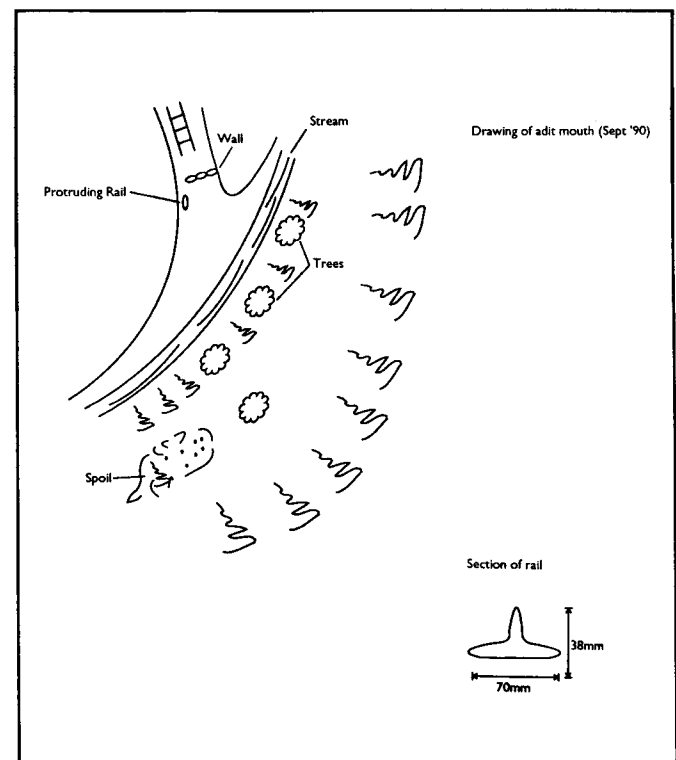 Drawing of adit mouth (Sept '90)
Stream
Wall
Protruding Rail
Trees
Spoil
Section of rail
38mm
70mm